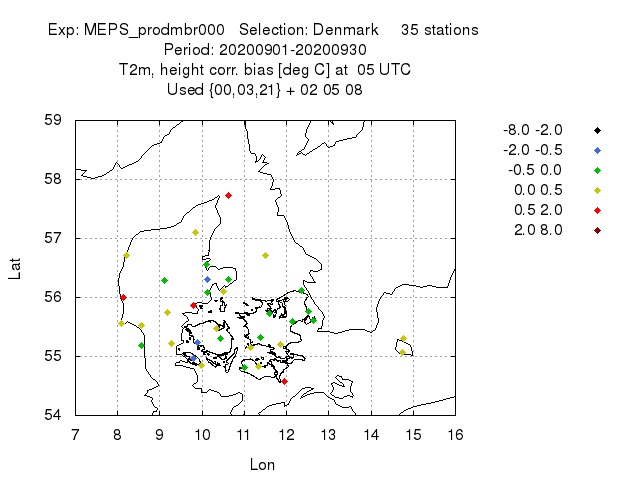 Exp: MEPS_prodmbr000   Selection: Denmark     35 stations
Period: 20200901-20200930
T2m, height corr. bias [deg C] at  05 UTC
Used {00,03,21} + 02 05 08
-8.0 -2.0
-2.0 -0.5
-0.5 0.0
0.0 0.5
0.5 2.0
2.0 8.0
59
58
57
56
55
54
Lat
7 8 9 10 11 12 13 14 15 16
Lon